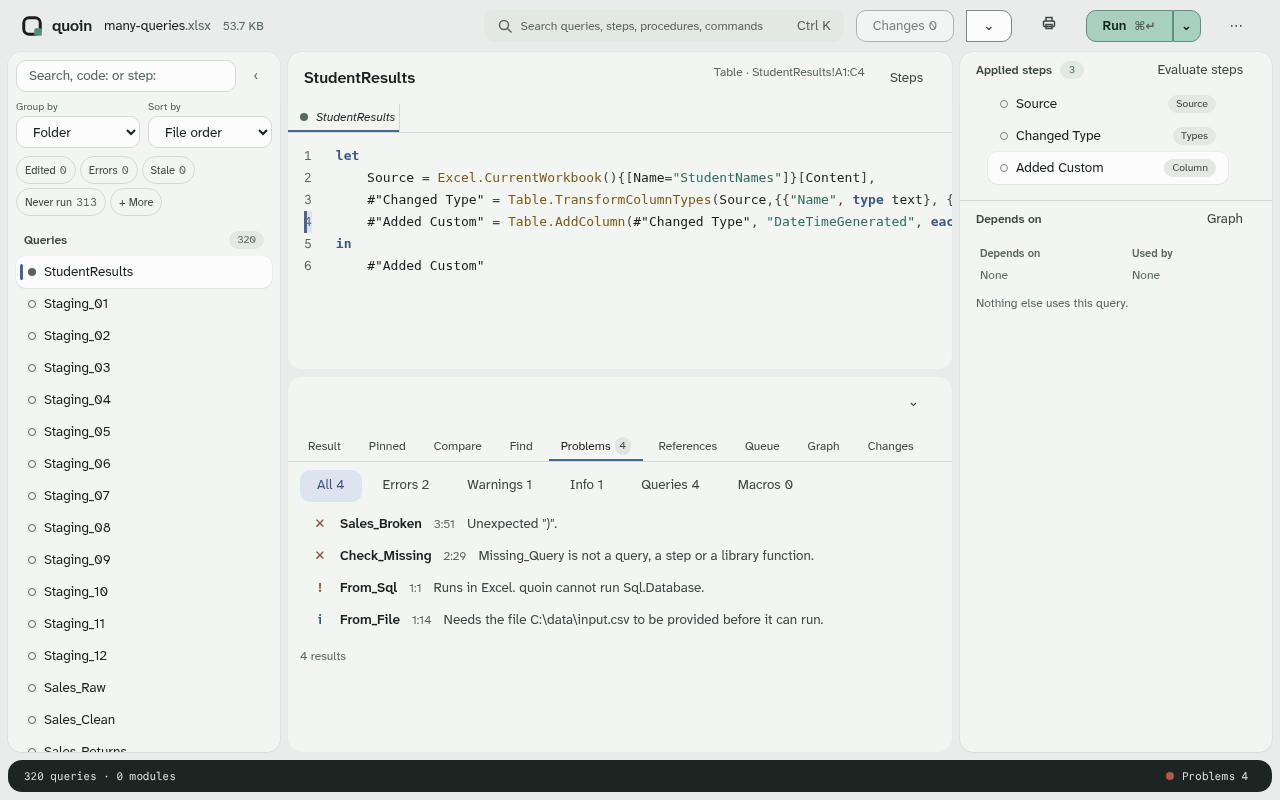 quoin many-queries.xlsx 53.7 KB Search queries, steps, procedures, commands Ctrl K Changes 0 Run ⌘↵
Search, code: or step:
Group by Sort by
Folder File order
Edited 0 Errors 0 Stale 0
Never run 313 + More
Queries 320
StudentResults
Staging_01
Staging_02
Staging_03
Staging_04
Staging_05
Staging_06
Staging_07
Staging_08
Staging_09
Staging_10
Staging_11
Staging_12
Sales_Raw
Sales_Clean
Sales_Returns
StudentResults Table · StudentResults!A1:C4 Steps
StudentResults
1 let
2 Source = Excel.CurrentWorkbook(){[Name="StudentNames"]}[Content],
3 #"Changed Type" = Table.TransformColumnTypes(Source,{{"Name", type text}, {
4 #"Added Custom" = Table.AddColumn(#"Changed Type", "DateTimeGenerated", eac
5 in
6 #"Added Custom"
Result Pinned Compare Find Problems 4 References Queue Graph Changes
All 4 Errors 2 Warnings 1 Info 1 Queries 4 Macros 0
× Sales_Broken 3:51 Unexpected ")".
× Check_Missing 2:29 Missing_Query is not a query, a step or a library function.
! From_Sql 1:1 Runs in Excel. quoin cannot run Sql.Database.
i From_File 1:14 Needs the file C:\data\input.csv to be provided before it can run.
4 results
Applied steps 3 Evaluate steps
Source Source
Changed Type Types
Added Custom Column
Depends on Graph
Depends on Used by
None None
Nothing else uses this query.
320 queries · 0 modules Problems 4